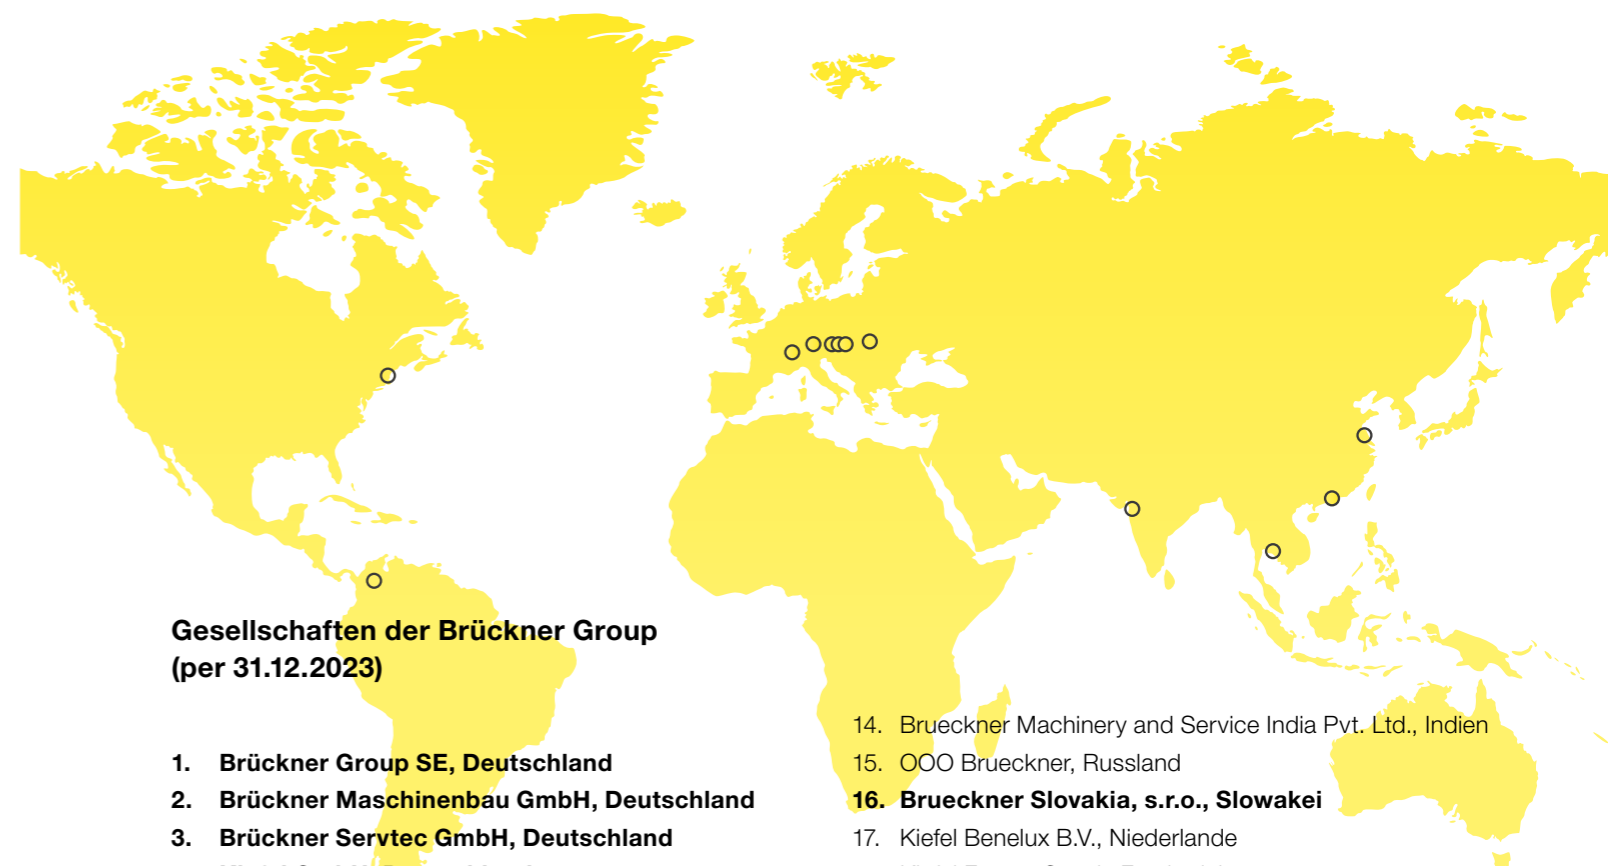 Gesellschaften der Brückner Group
(per 31.12.2023)
1. Brückner Group SE, Deutschland
2. Brückner Maschinenbau GmbH, Deutschland
3. Brückner Servtec GmbH, Deutschland
14. Brueckner Machinery and Service India Pvt. Ltd., Indien
15. OOO Brueckner, Russland
16. Brueckner Slovakia, s.r.o., Slowakei
17. Kiefel Benelux B.V., Niederlande